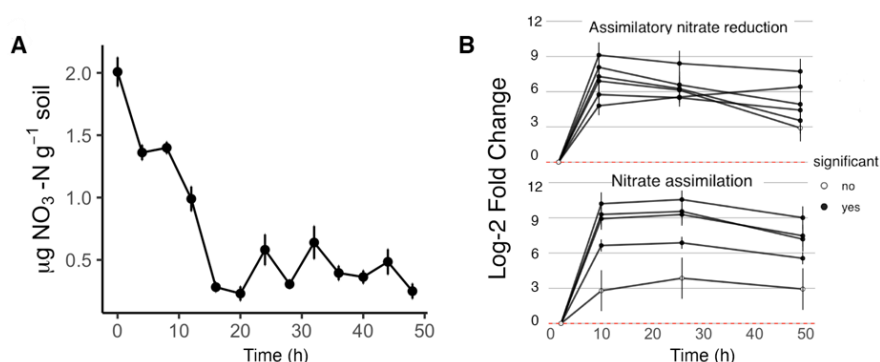 A
μg NO₃ -N g⁻¹ soil
2.0
1.5
1.0
0.5
0 10 20 30 40 50
Time (h)
B
Log-2 Fold Change
Assimilatory nitrate reduction
12
9
6
3
0
Nitrate assimilation
12
9
6
3
0
0 10 20 30 40 50
Time (h)
significant
no
yes